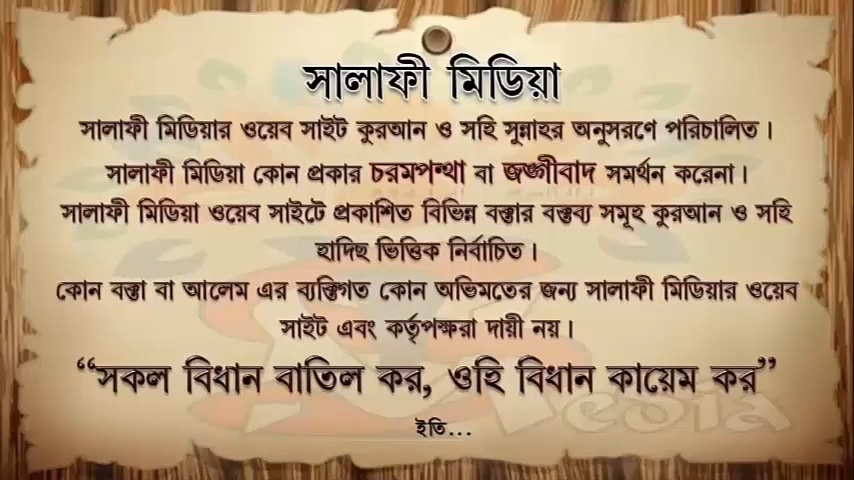 সালাফী মিডিয়া
সালাফী মিডিয়ার ওয়েব সাইট কুরআন ও সহি সুন্নাহর অনুসরণে পরিচালিত।
সালাফী মিডিয়া কোন প্রকার চরমপন্থা বা জঙ্গীবাদ সমর্থন করেনা।
সালাফী মিডিয়া ওয়েব সাইটে প্রকাশিত বিভিন্ন বক্তার বক্তব্য সমূহ কুরআন ও সহি
হাদিছ ভিত্তিক নির্বাচিত।
কোন বক্তা বা আলেম এর ব্যক্তিগত কোন অভিমতের জন্য সালাফী মিডিয়ার ওয়েব
সাইট এবং কর্তৃপক্ষরা দায়ী নয়।
“সকল বিধান বাতিল কর, ওহি বিধান কায়েম কর”
ইতি...